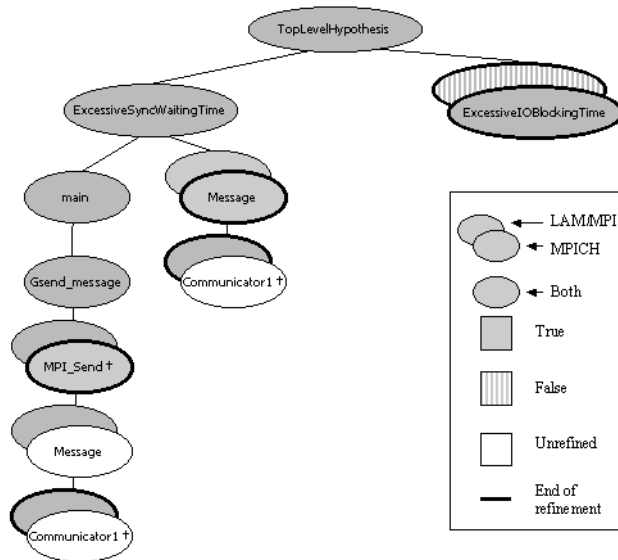 TopLevelHypothesis
ExcessiveSyncWaitingTime
ExcessiveIOBlockingTime
main
Message
Gsend_message
Communicator1 †
MPI_Send †
Message
Communicator1 †
LAM/MPI
MPICH
Both
True
False
Unrefined
End of
refinement